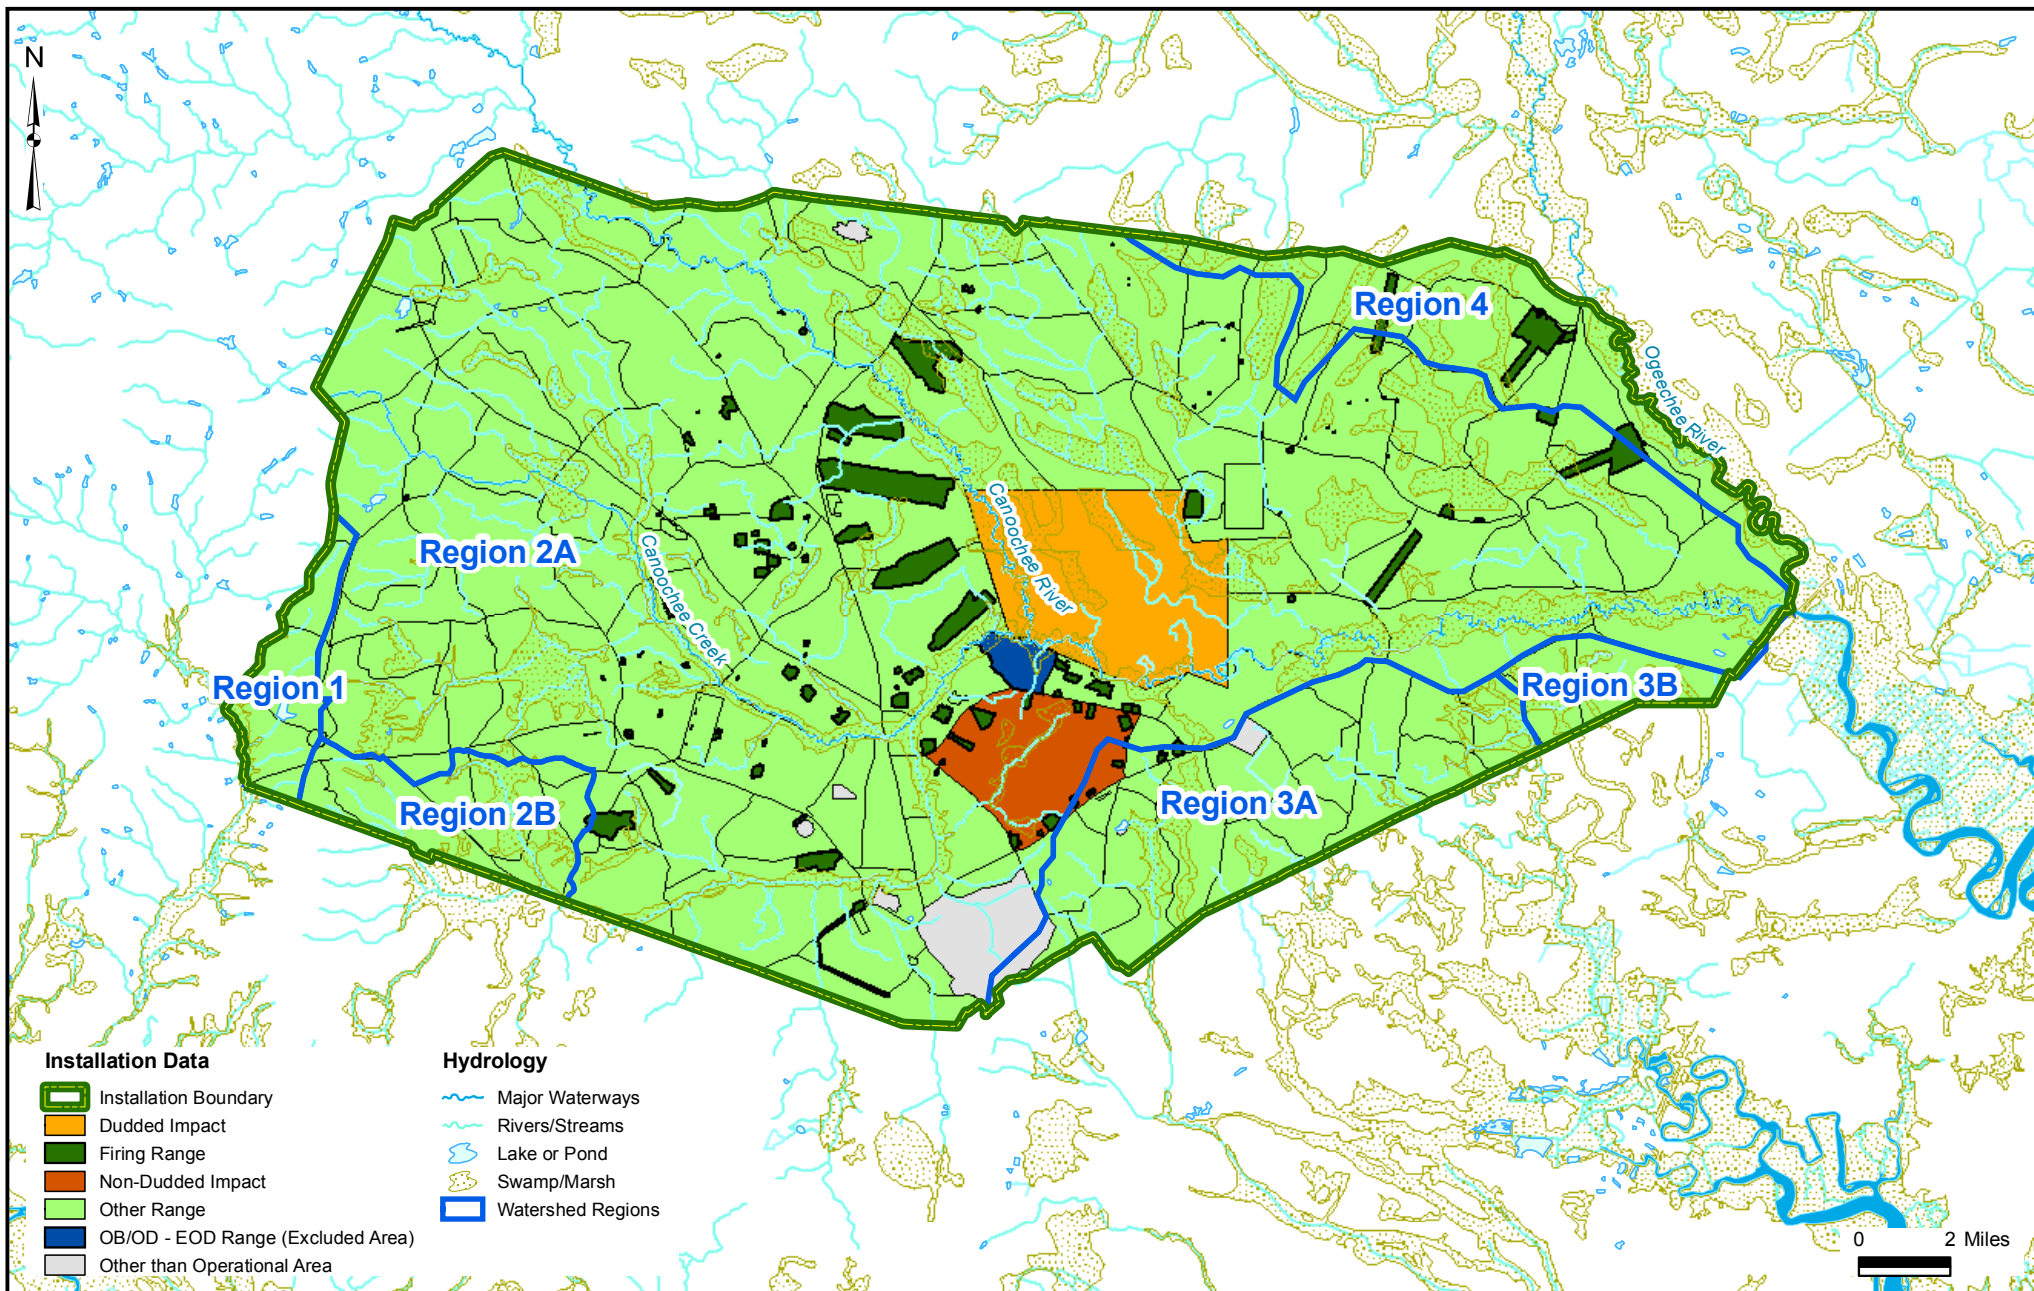 N
Region 4
Ogeechee River
Canoochee River
Region 2A
Canoochee Creek
Region 1
Region 3B
Region 2B
Region 3A
Installation Data
Installation Boundary
Dudded Impact
Firing Range
Non-Dudded Impact
Other Range
OB/OD - EOD Range (Excluded Area)
Other than Operational Area
Hydrology
Major Waterways
Rivers/Streams
Lake or Pond
Swamp/Marsh
Watershed Regions
0 2 Miles